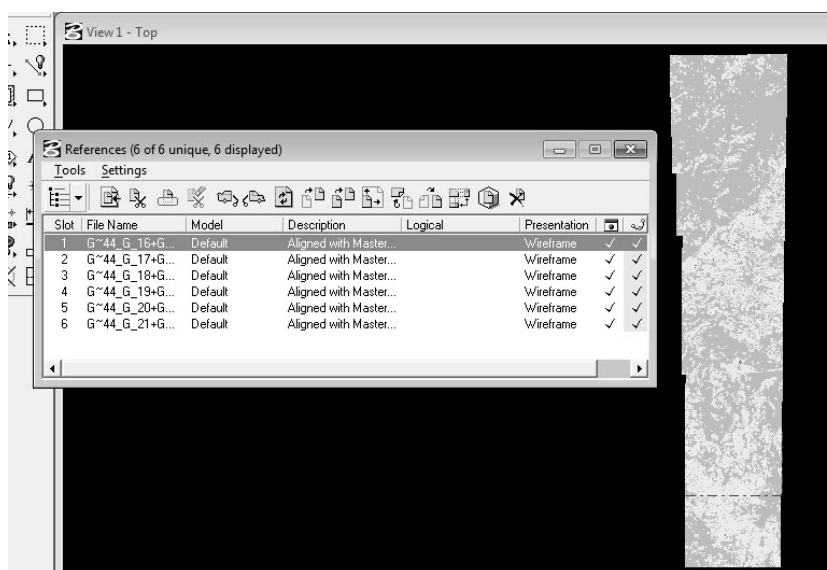 View 1 - Top
References (6 of 6 unique, 6 displayed)
Tools Settings
Slot File Name Model Description Logical Presentation
1 G~44_G_16+G... Default Aligned with Master... Wireframe ✓ ✓
2 G~44_G_17+G... Default Aligned with Master... Wireframe ✓ ✓
3 G~44_G_18+G... Default Aligned with Master... Wireframe ✓ ✓
4 G~44_G_19+G... Default Aligned with Master... Wireframe ✓ ✓
5 G~44_G_20+G... Default Aligned with Master... Wireframe ✓ ✓
6 G~44_G_21+G... Default Aligned with Master... Wireframe ✓ ✓